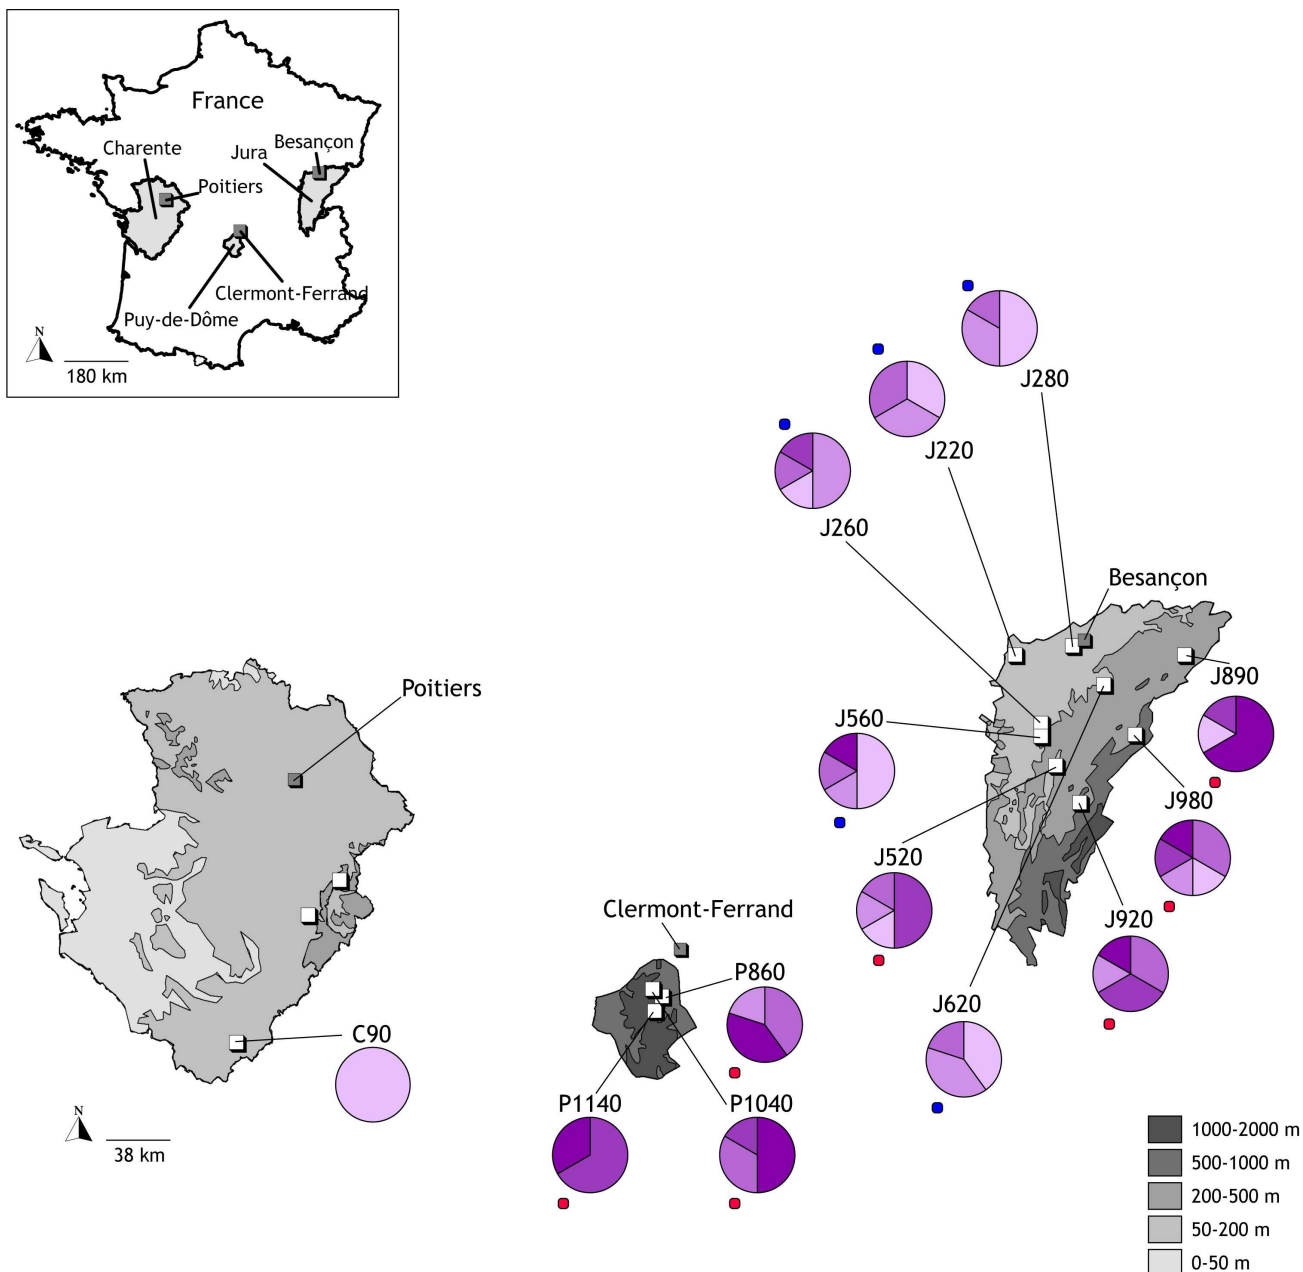 France
Charente
Jura
Besançon
Poitiers
Clermont-Ferrand
Puy-de-Dôme
N
180 km
J280
J220
J260
Besançon
J890
Poitiers
J560
J980
J520
Clermont-Ferrand
J920
P860
J620
C90
P1140
P1040
N
38 km
1000-2000 m
500-1000 m
200-500 m
50-200 m
0-50 m